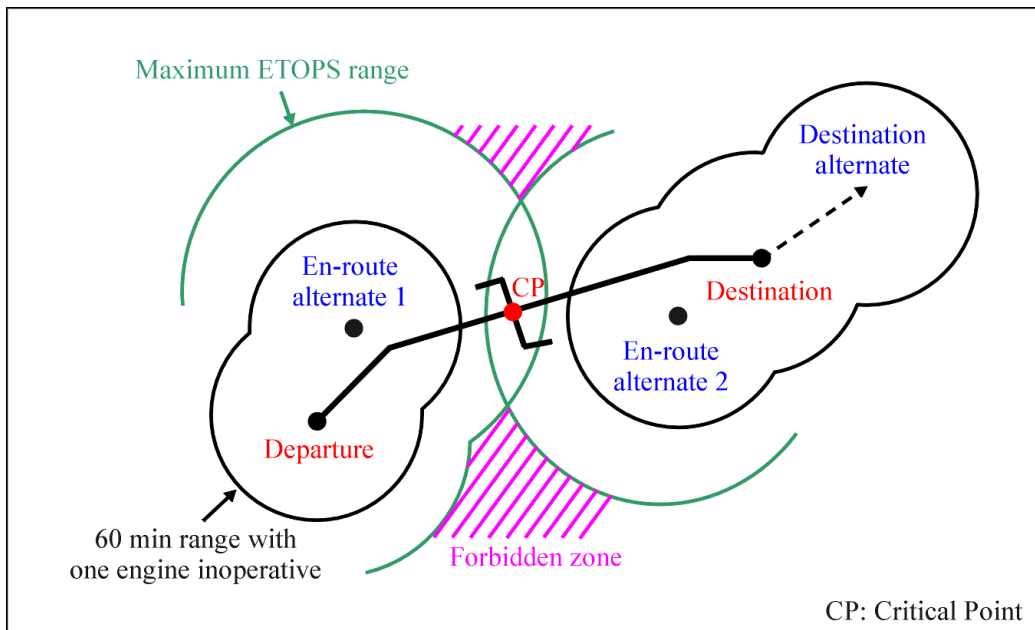 Maximum ETOPS range
Destination
alternate
En-route
alternate 1
CP
Destination
En-route
alternate 2
Departure
60 min range with
one engine inoperative
Forbidden zone
CP: Critical Point